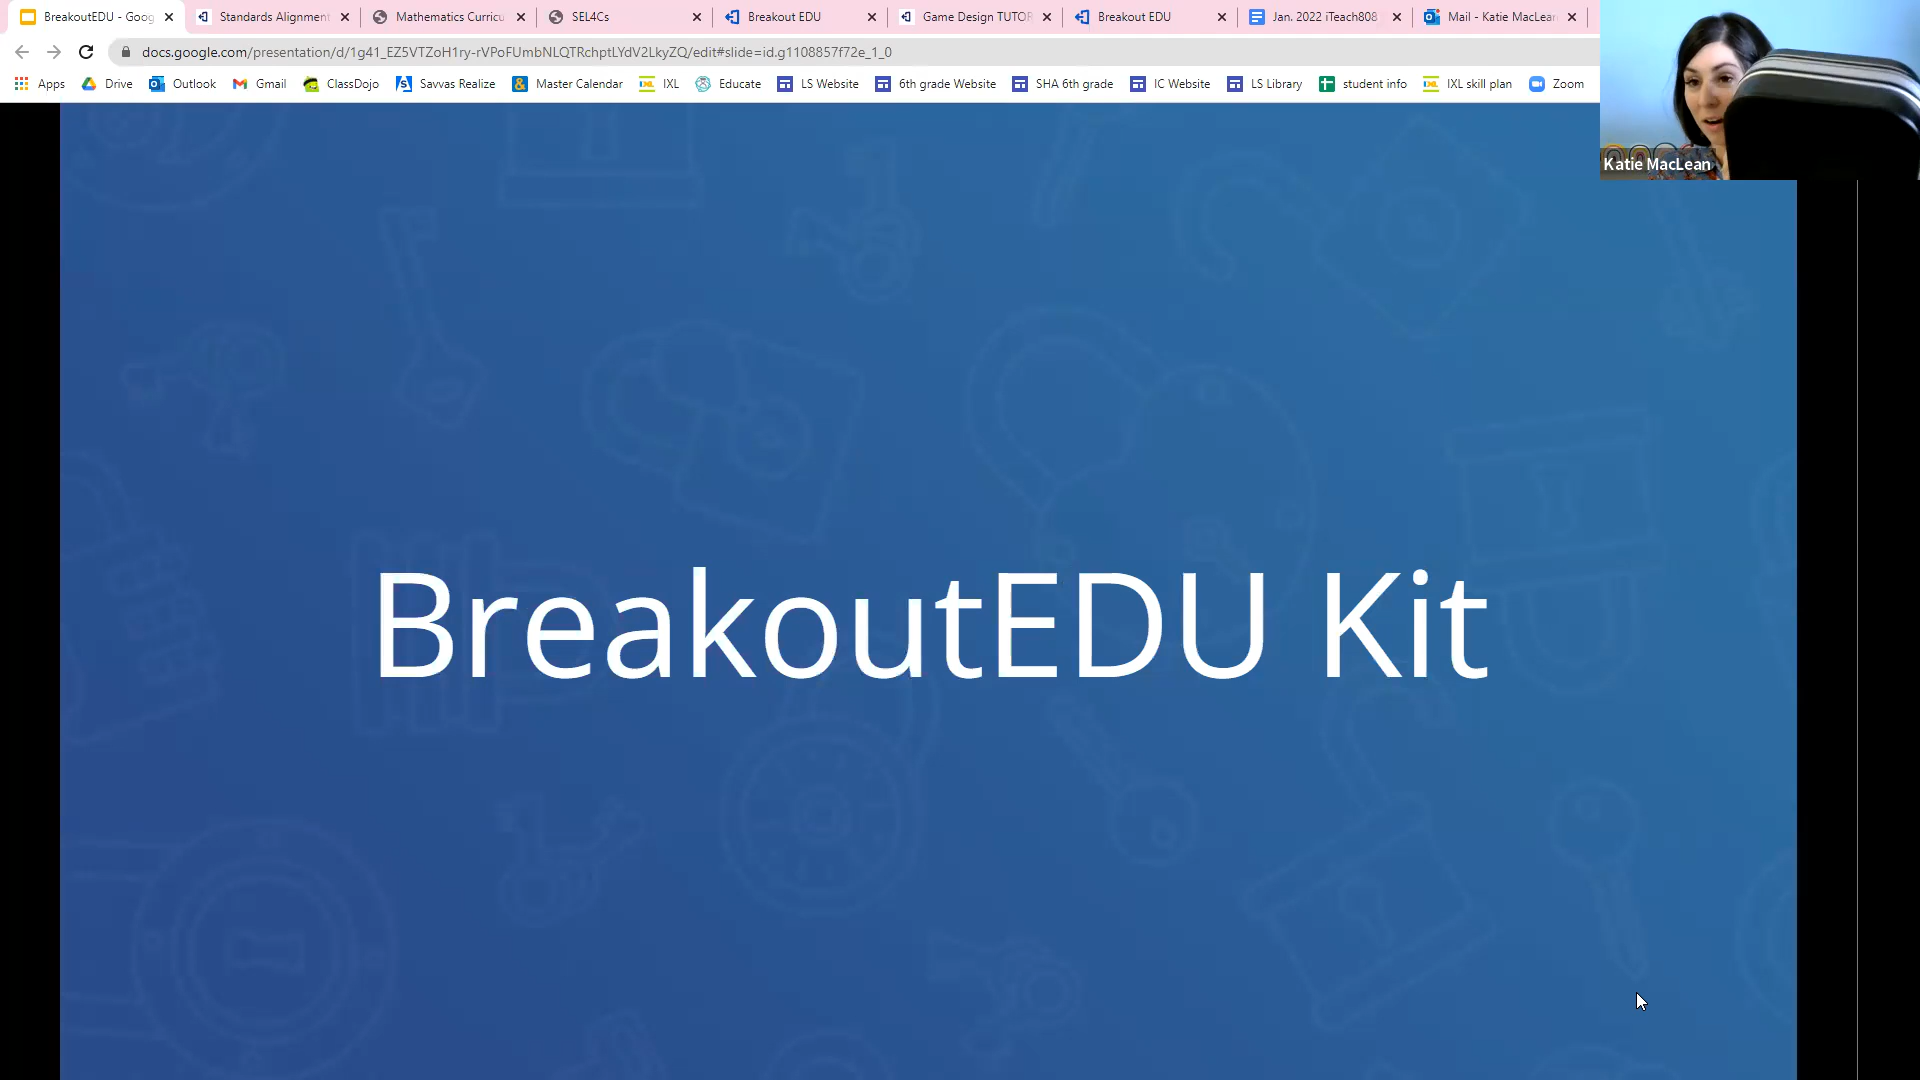 BreakoutEDU - Goog
Standards Alignment
Mathematics Curricu
SEL4Cs
Breakout EDU
Game Design TUTOR
Breakout EDU
Jan. 2022 iTeach808
Mail - Katie MacLean
docs.google.com/presentation/d/1g41_EZ5VTZoH1ry-rVPoFUmbNLQTRchptLYdV2LkyZQ/edit#slide=id.g1108857f72e_1_0
Apps
Drive
Outlook
Gmail
ClassDojo
Savvas Realize
Master Calendar
IXL
Educate
LS Website
6th grade Website
SHA 6th grade
IC Website
LS Library
student info
IXL skill plan
Zoom
Katie MacLean
BreakoutEDU Kit